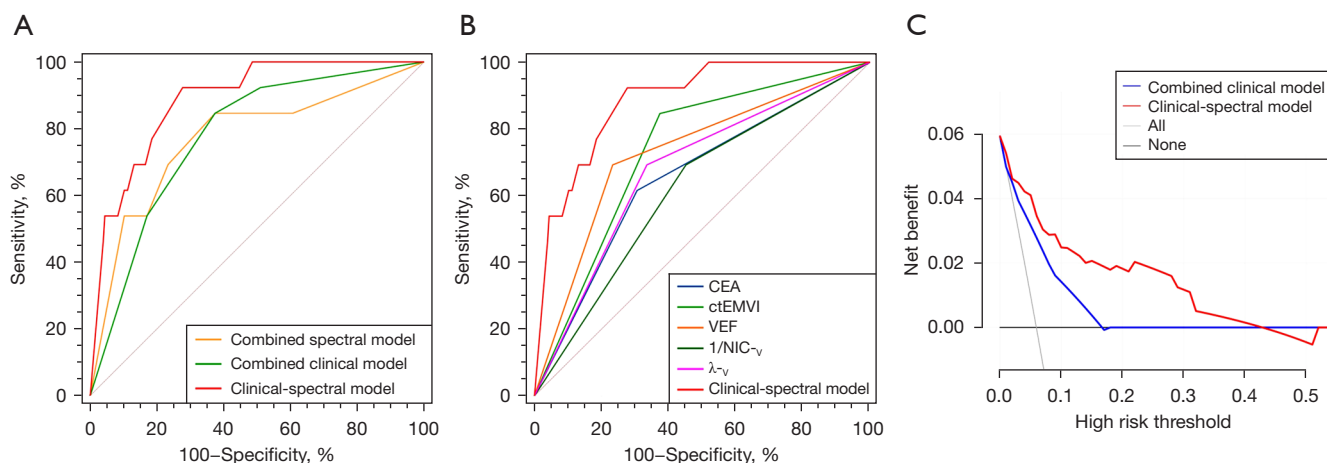 A
Sensitivity, %
100
80
60
40
20
0
0 20 40 60 80 100
100–Specificity, %
Combined spectral model
Combined clinical model
Clinical-spectral model
B
Sensitivity, %
100
80
60
40
20
0
0 20 40 60 80 100
100–Specificity, %
CEA
ctEMVI
VEF
1/NIC-v
λ-v
Clinical-spectral model
C
Net benefit
0.06
0.04
0.02
0.00
0.0 0.1 0.2 0.3 0.4 0.5
High risk threshold
Combined clinical model
Clinical-spectral model
All
None